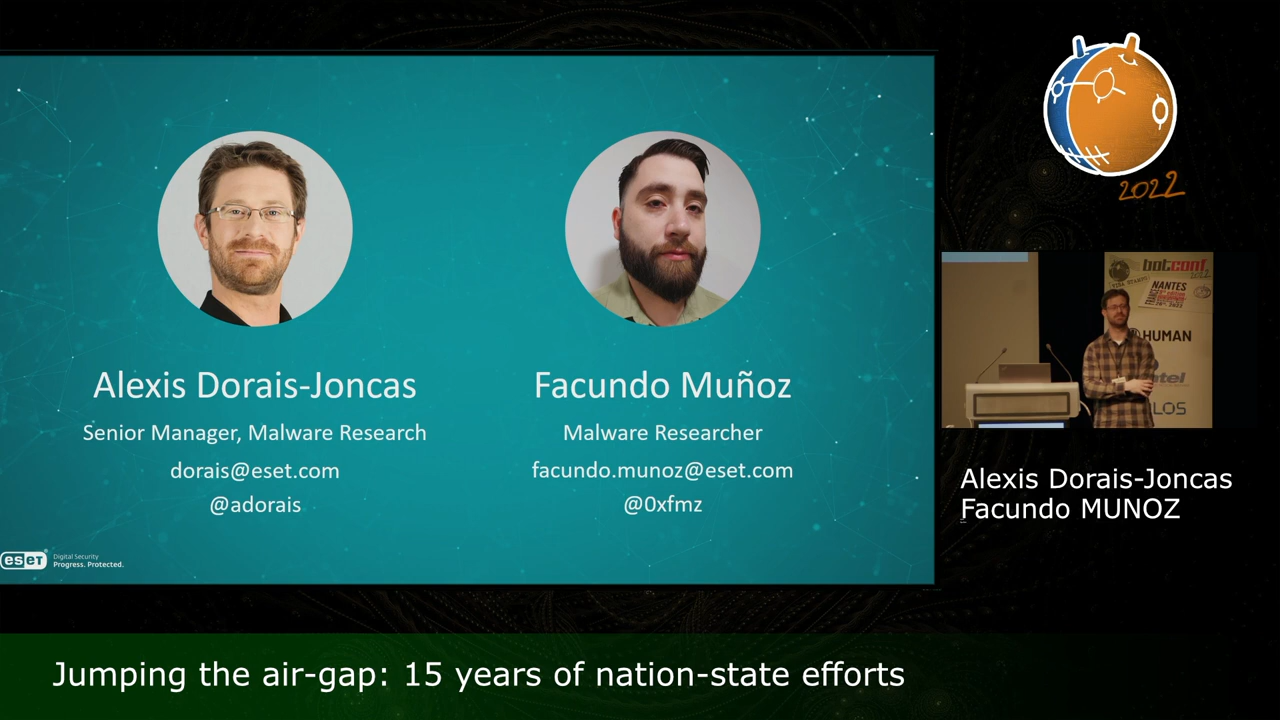 Alexis Dorais-Joncas
Senior Manager, Malware Research
dorais@eset.com
@adorais
Facundo Muñoz
Malware Researcher
facundo.munoz@eset.com
@0xfmz
eseT
Digital Security
Progress. Protected.
2022
botconf
2022
NANTES
HUMAN
Alexis Dorais-Joncas
Facundo MUNOZ
Jumping the air-gap: 15 years of nation-state efforts